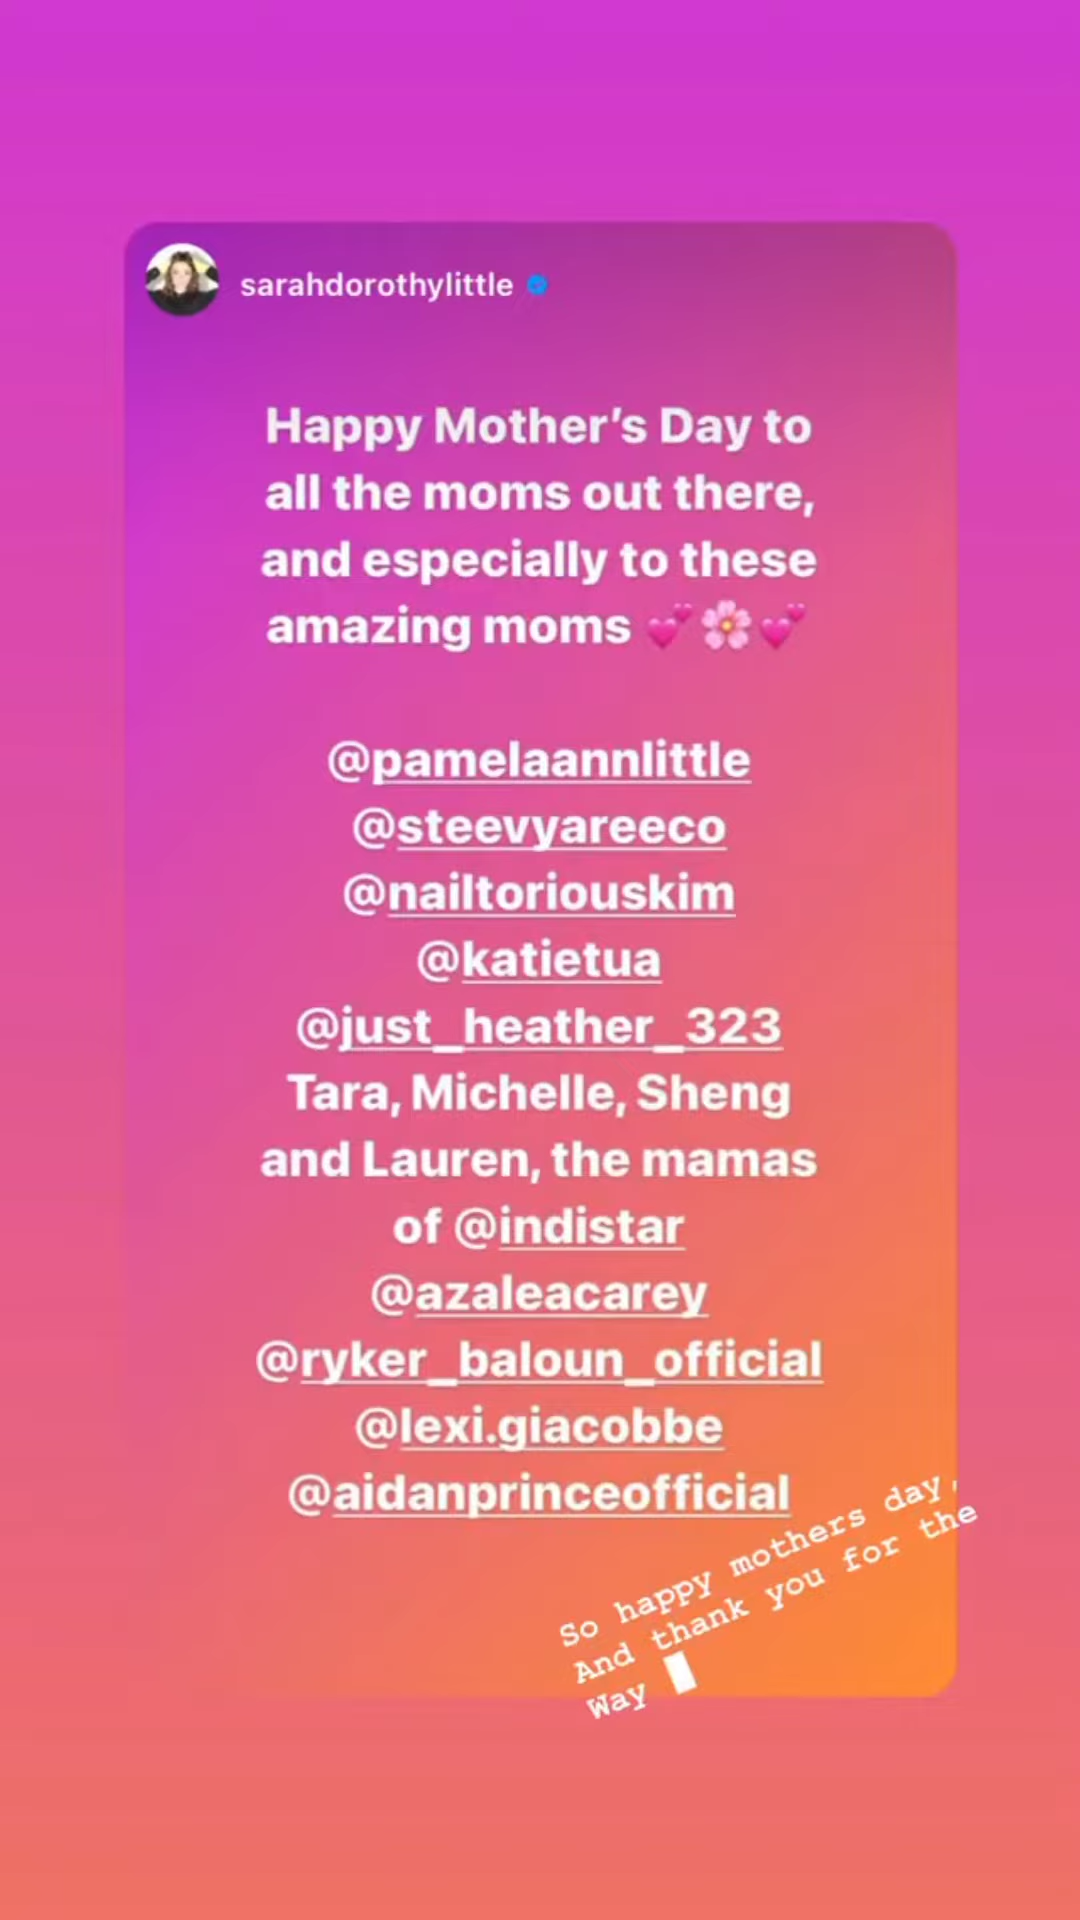 sarahdorothylittle
Happy Mother’s Day to
all the moms out there,
and especially to these
amazing moms 💕🌸💕
@pamelaannlittle
@steevyareeco
@nailtoriouskim
@katietua
@just_heather_323
Tara, Michelle, Sheng
and Lauren, the mamas
of @indistar
@azaleacarey
@ryker_baloun_official
@lexi.giacobbe
@aidanprinceofficial
So happy mothers day,
And thank you for the
Way